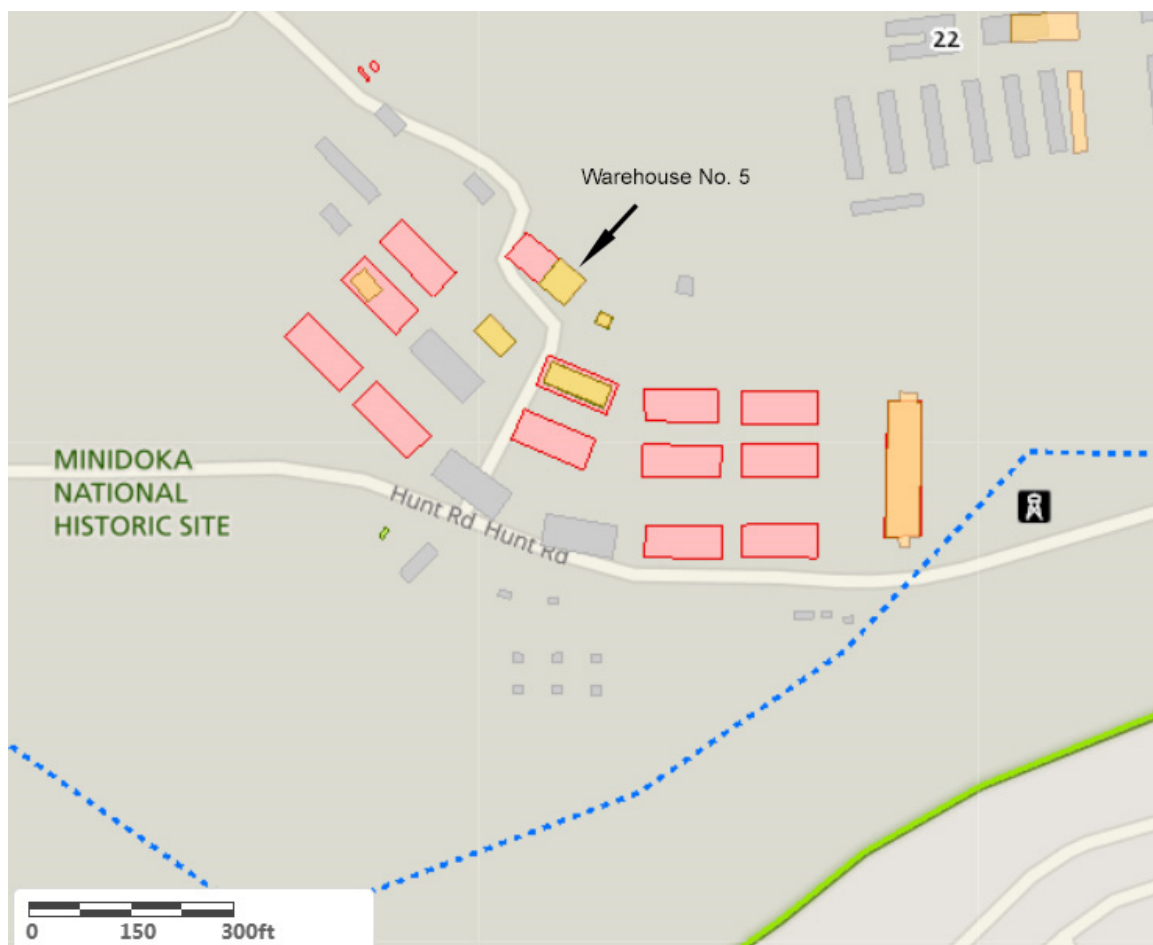 22
Warehouse No. 5
MINIDOKA
NATIONAL
HISTORIC SITE
Hunt Rd
Hunt Rd
0
150
300ft